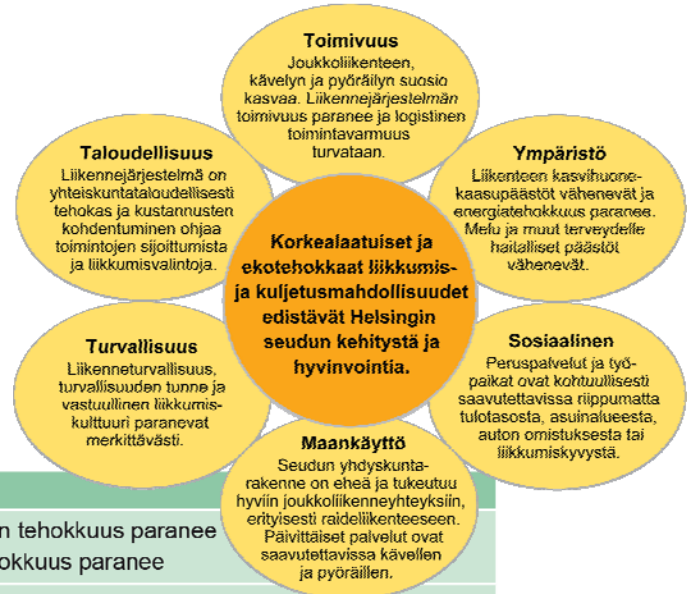 Toimivuus
Joukkoliikenteen,
kävelyn ja pyöräilyn suosio
kasvaa. Liikennejärjestelmän
toimivuus paranee ja logistinen
toimintavarmuus
turvataan.
Taloudellisuus
Liikennejärjestelmä on
yhteiskuntataloudellisesti
tehokas ja kustannusten
kohdentuminen ohjaa
toimintojen sijoittumista
ja liikkumisvalintoja.
Ympäristö
Liikenteen kasvihuone-
kaasupäästöt vähenevät ja
energiatehokkuus paranee.
Melu ja muut terveydelle
haitalliset päästöt
vähenevät.
Korkealaatuiset ja
ekotehokkaat liikkumis-
ja kuljetusmahdollisuudet
edistävät Helsingin
seudun kehitystä ja
hyvinvointia.
Turvallisuus
Liikenneturvallisuus,
turvallisuuden tunne ja
vastuullinen liikkumis-
kulttuuri paranevat
merkittävästi.
Sosiaalinen
Peruspalvelut ja työ-
paikat ovat kohtuullisesti
saavutettavissa riippumatta
tulotasosta, asuinalueesta,
auton omistuksesta tai
liikkumiskyvystä.
Maankäyttö
Seudun yhdyskunta-
rakenne on eheä ja tukeutuu
hyviin joukkoliikenneyhteyksiin,
erityisesti raideliikenteeseen.
Päivittäiset palvelut ovat
saavutettavissa kävellen
ja pyöräillen.
n tehokkuus paranee
okkuus paranee